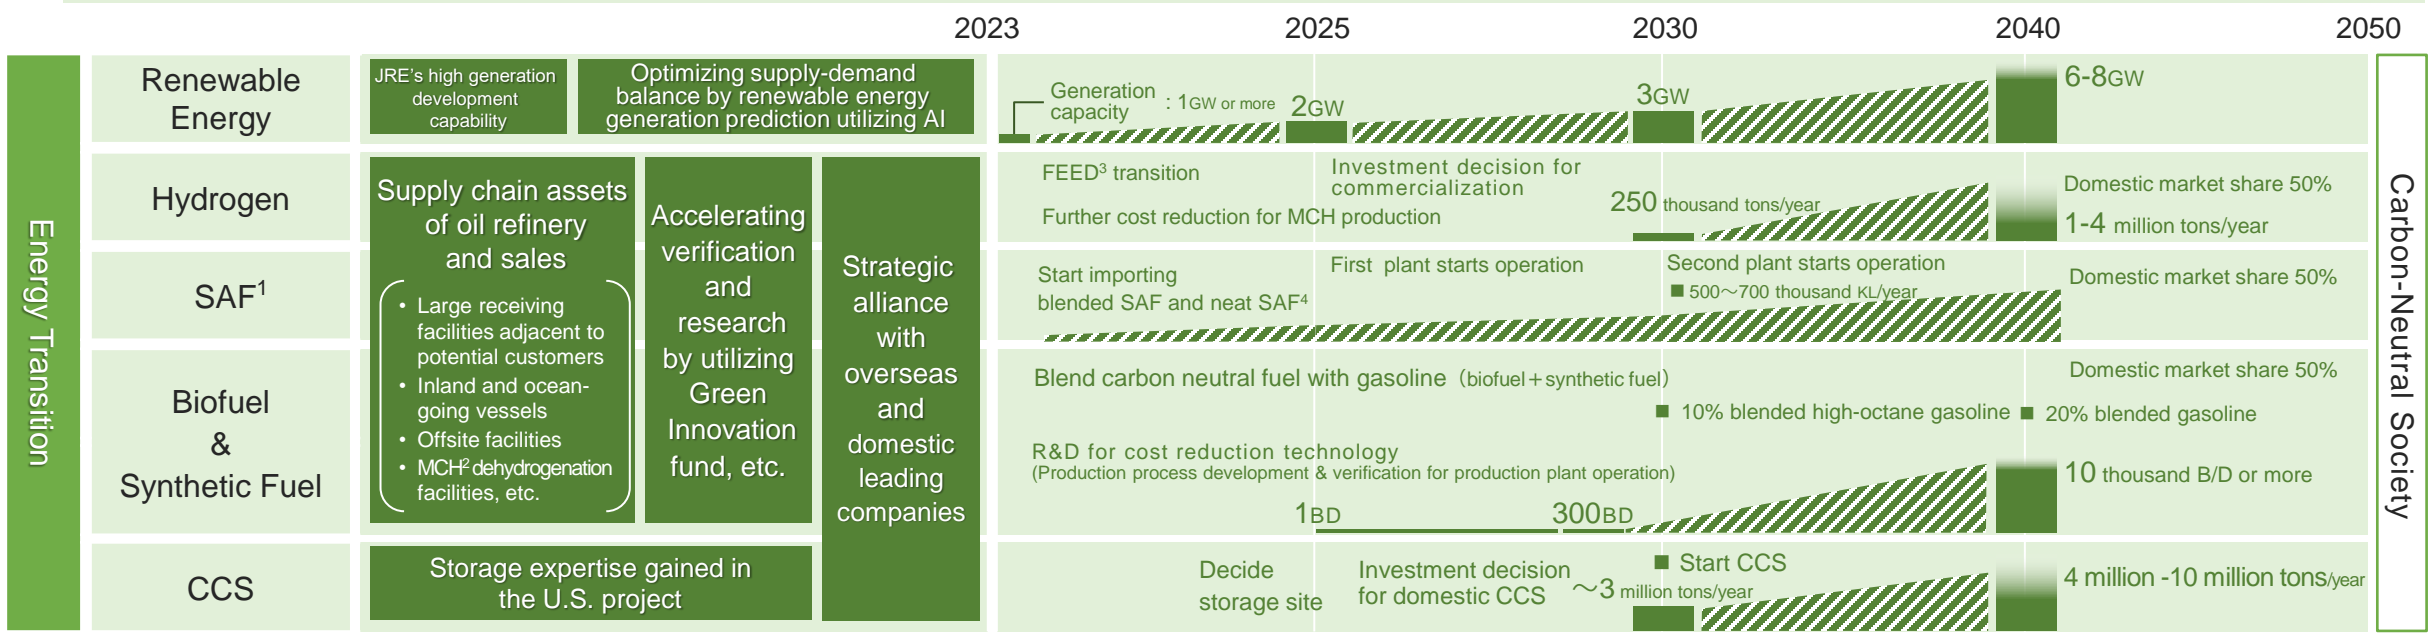 2023
2025
2030
2040
2050
Energy Transition
Renewable
Energy
JRE's high generation
development
capability
Optimizing supply-demand
balance by renewable energy
generation prediction utilizing AI
Generation
capacity
: 1GW or more
2GW
3GW
6-8GW
Hydrogen
Supply chain assets
of oil refinery
and sales
• Large receiving
facilities adjacent to
potential customers
• Inland and ocean-
going vessels
• Offsite facilities
• MCH² dehydrogenation
facilities, etc.
Accelerating
verification
and
research
by utilizing
Green
Innovation
fund, etc.
Strategic
alliance
with
overseas
and
domestic
leading
companies
FEED³ transition
Further cost reduction for MCH production
Investment decision for
commercialization
250 thousand tons/year
Domestic market share 50%
1-4 million tons/year
SAF¹
Start importing
blended SAF and neat SAF⁴
First plant starts operation
Second plant starts operation
■ 500～700 thousand KL/year
Domestic market share 50%
Biofuel
&
Synthetic Fuel
Blend carbon neutral fuel with gasoline（biofuel＋synthetic fuel）
■ 10% blended high-octane gasoline
■ 20% blended gasoline
Domestic market share 50%
R&D for cost reduction technology
(Production process development & verification for production plant operation)
1BD
300BD
10 thousand B/D or more
CCS
Storage expertise gained in
the U.S. project
Decide
storage site
Investment decision
for domestic CCS
■ Start CCS
～3 million tons/year
4 million -10 million tons/year
Carbon-Neutral Society